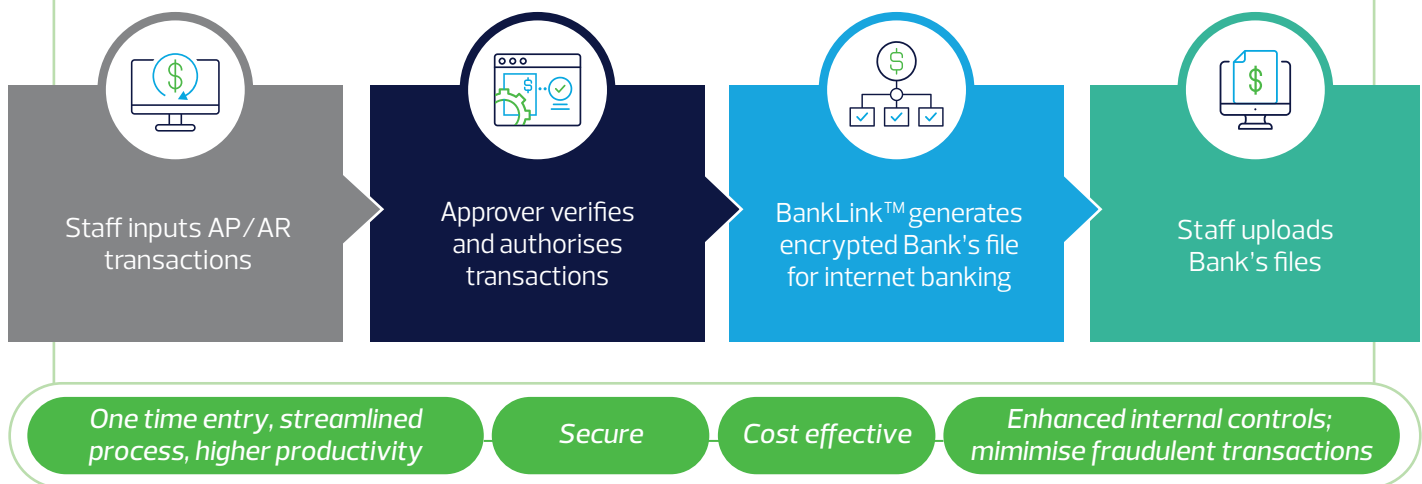 Staff inputs AP/AR
transactions
Approver verifies
and authorises
transactions
BankLink™ generates
encrypted Bank's file
for internet banking
Staff uploads
Bank's files
One time entry, streamlined
process, higher productivity
Secure
Cost effective
Enhanced internal controls;
mimimise fraudulent transactions